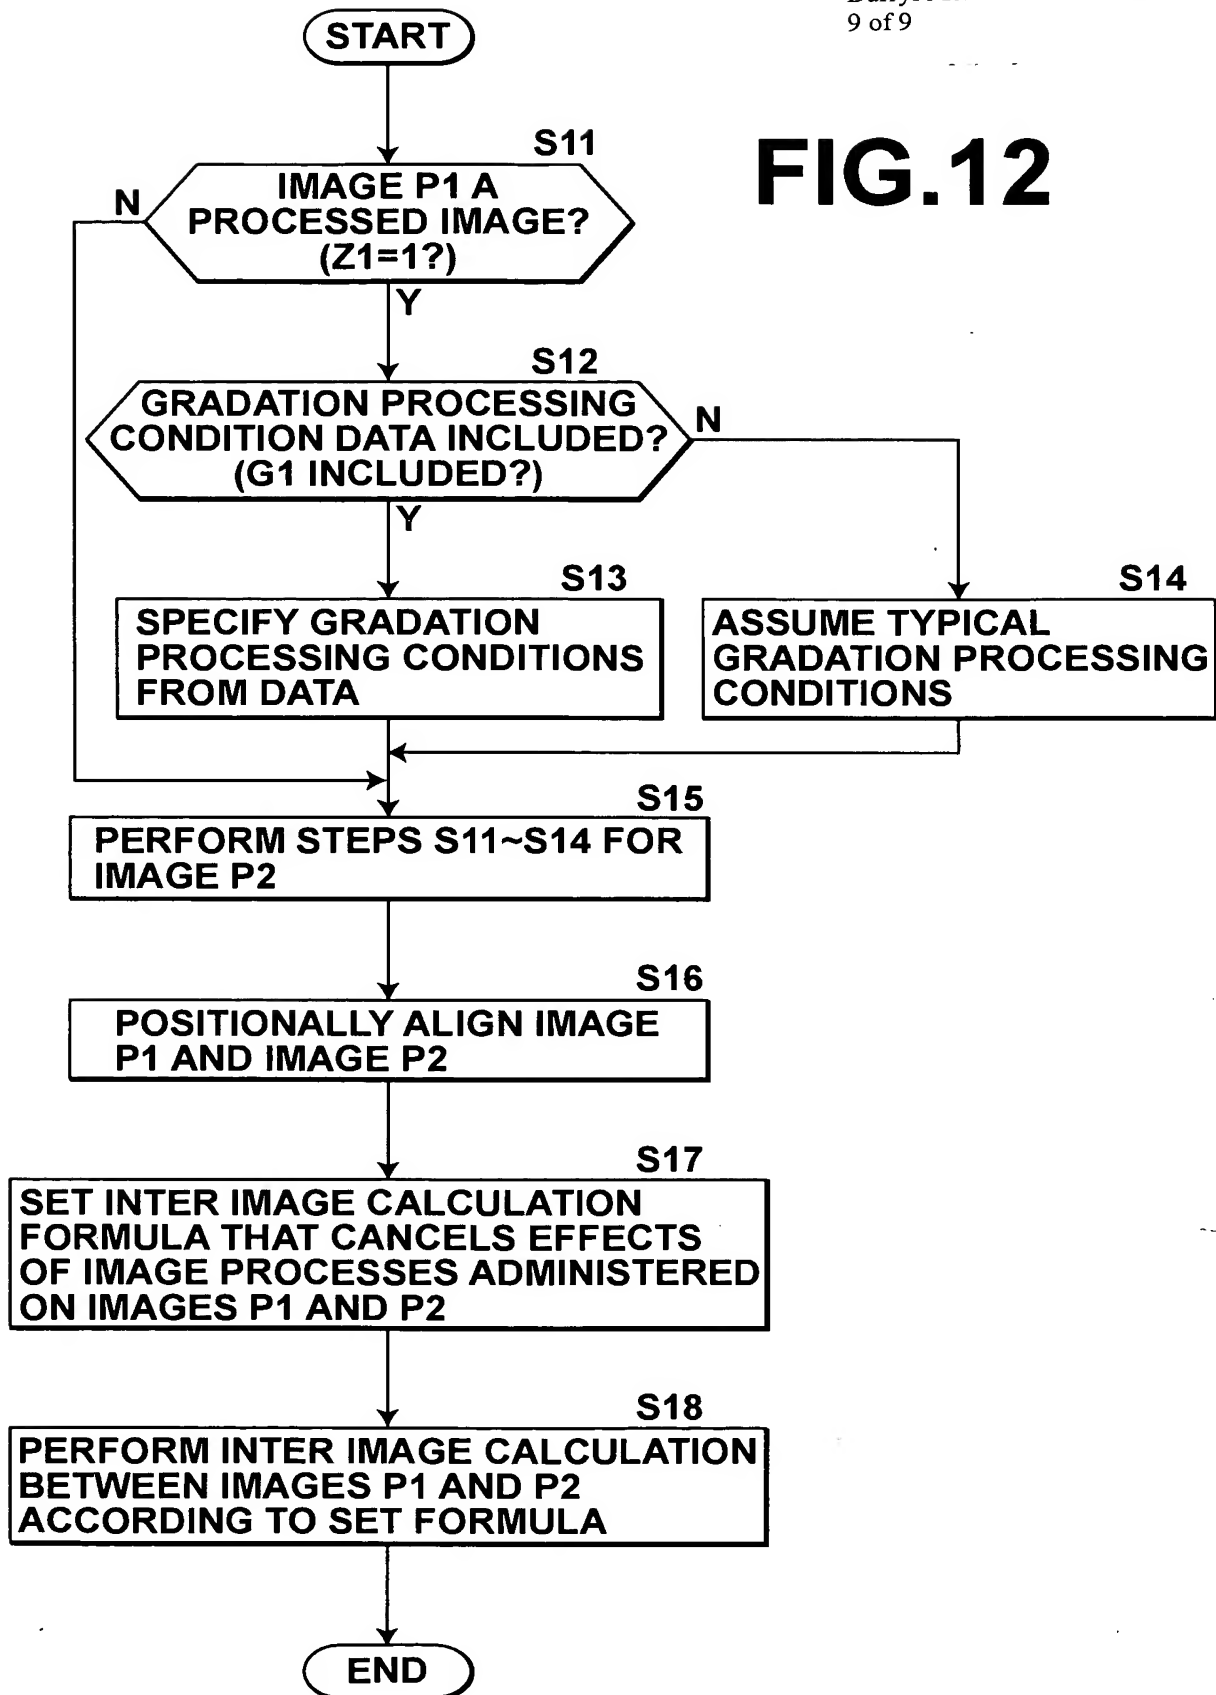 9 of 9
START
FIG.12
S11
IMAGE P1 A
PROCESSED IMAGE?
(Z1=1?)
N
Y
S12
GRADATION PROCESSING
CONDITION DATA INCLUDED?
(G1 INCLUDED?)
N
Y
S13
SPECIFY GRADATION
PROCESSING CONDITIONS
FROM DATA
S14
ASSUME TYPICAL
GRADATION PROCESSING
CONDITIONS
S15
PERFORM STEPS S11~S14 FOR
IMAGE P2
S16
POSITIONALLY ALIGN IMAGE
P1 AND IMAGE P2
S17
SET INTER IMAGE CALCULATION
FORMULA THAT CANCELS EFFECTS
OF IMAGE PROCESSES ADMINISTERED
ON IMAGES P1 AND P2
S18
PERFORM INTER IMAGE CALCULATION
BETWEEN IMAGES P1 AND P2
ACCORDING TO SET FORMULA
END